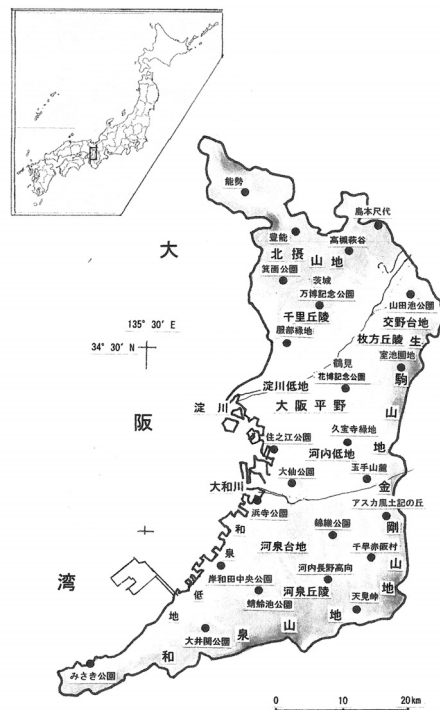 能勢
島本尺代
大
豊能
高槻萩谷
北摂山地
箕面公園
茨城
山田池公園
万博記念公園
135° 30′ E
千里丘陵
交野台地
34° 30′ N
服部緑地
枚方丘陵
生駒山地
室池園地
鶴見
花博記念公園
淀川低地
淀川
大阪平野
阪
住之江公園
久宝寺緑地
河内低地
大仙公園
玉手山麓
大和川
金剛山地
浜寺公園
アスカ風土記の丘
錦織公園
和泉低地
河泉台地
千早赤阪村
岸和田中央公園
河内長野高向
湾
河泉丘陵
蜻蛉池公園
天見峠
大井関公園
和泉山地
みさき公園
0 10 20km